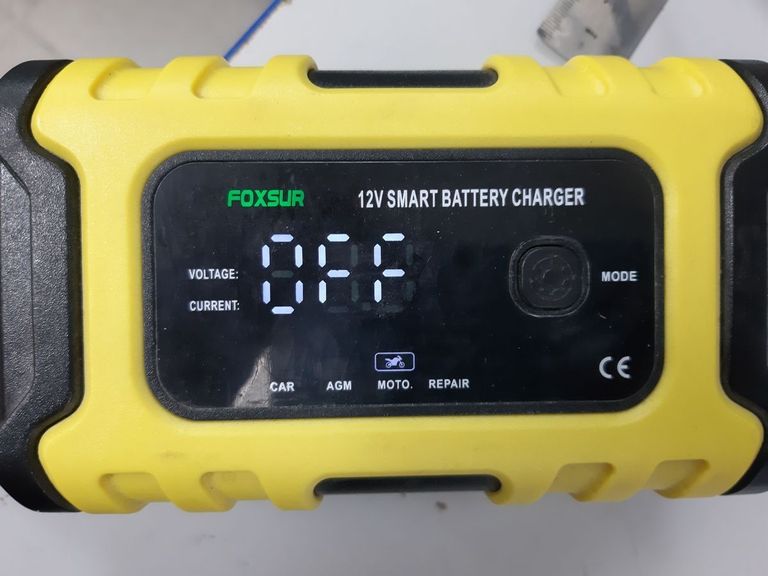 FOXSUR 12V SMART BATTERY CHARGER
OFF
VOLTAGE:
MODE
CURRENT:
CE
CAR AGM MOTO. REPAIR